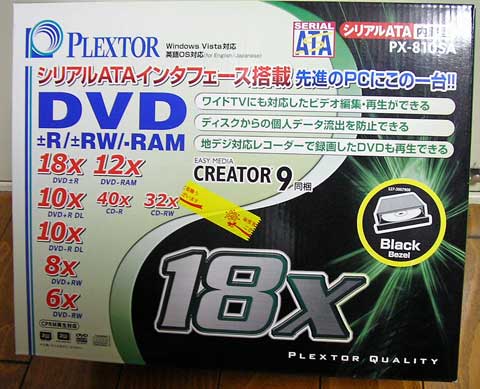 PLEXTOR
Windows Vista対応
英語OS対応(for English / Japanese)
SERIAL
ATA
シリアルATA
PX-810SA
シリアルATAインタフェース搭載 先進のPCにこの一台!!
DVD
±R/±RW/-RAM
ワイドTVにも対応したビデオ編集・再生ができる
ディスクからの個人データ流出を防止できる
地デジ対応レコーダーで録画したDVDも再生できる
18x DVD±R
12x DVD-RAM
10x DVD+R DL
40x CD-R
32x CD-RW
10x DVD-R DL
8x DVD+RW
6x DVD-RW
EASY MEDIA
CREATOR 9 同梱
Black
Bezel
18x
CPRM再生対応
PLEXTOR QUALITY